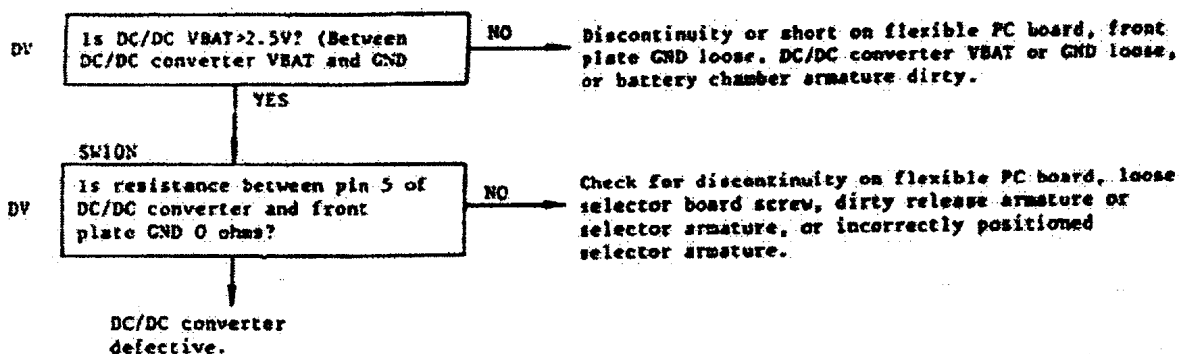 DV
Is DC/DC VBAT>2.5V? (Between
DC/DC converter VBAT and GND
NO
Discontinuity or short on flexible PC board, front
plate GND loose. DC/DC converter VBAT or GND loose,
or battery chamber armature dirty.
YES
SW1ON
DV
Is resistance between pin 5 of
DC/DC converter and front
plate GND 0 ohms?
NO
Check for discontinuity on flexible PC board, loose
selector board screw, dirty release armature or
selector armature, or incorrectly positioned
selector armature.
DC/DC converter
defective.